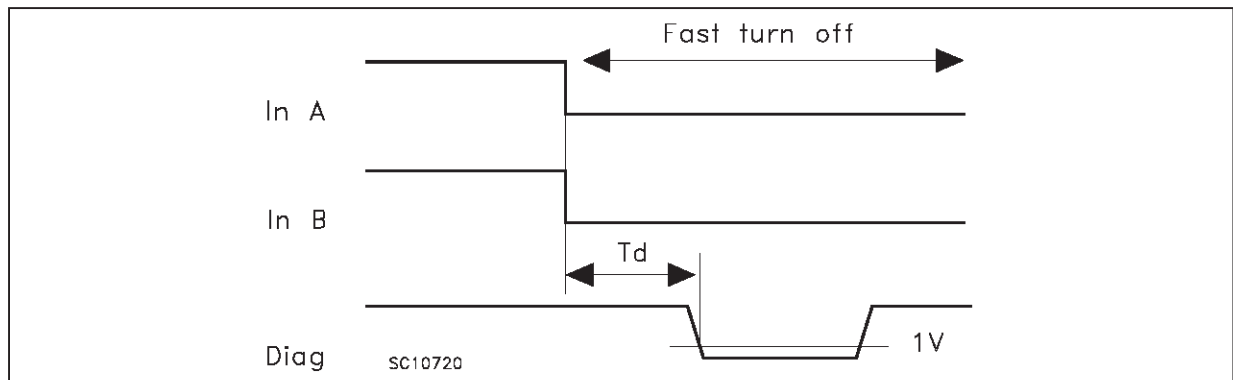 Fast turn off
In A
In B
Td
1V
Diag
SC10720